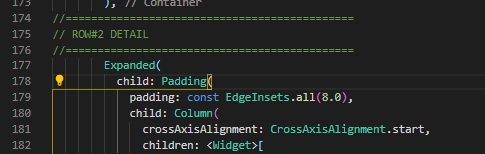 173 ), // Container
174 //==========================================
175 // ROW#2 DETAIL
176 //==========================================
177 Expanded(
178 child: Padding(
179 padding: const EdgeInsets.all(8.0),
180 child: Column(
181 crossAxisAlignment: CrossAxisAlignment.start,
182 children: <Widget>[